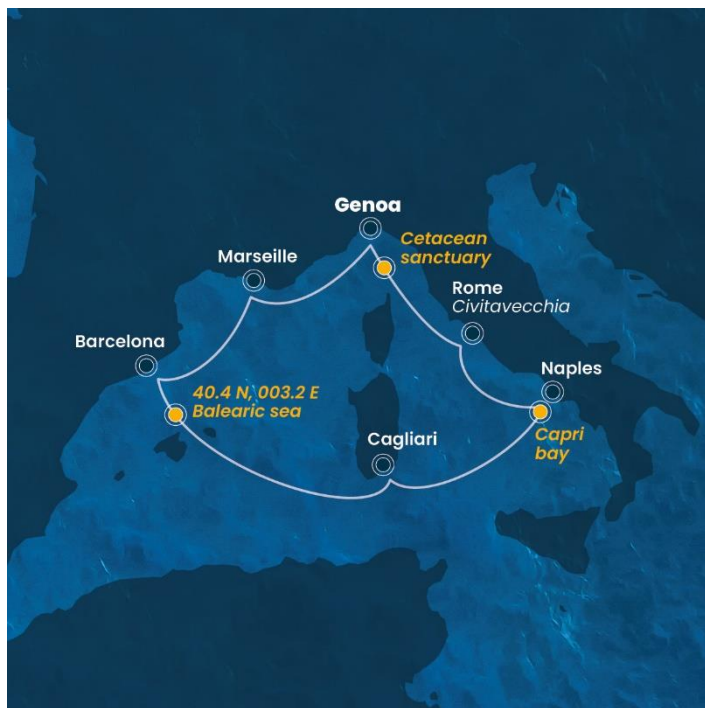 Genoa
Cetacean
sanctuary
Marseille
Rome
Civitavecchia
Barcelona
Naples
40.4 N, 003.2 E
Balearic sea
Capri
bay
Cagliari